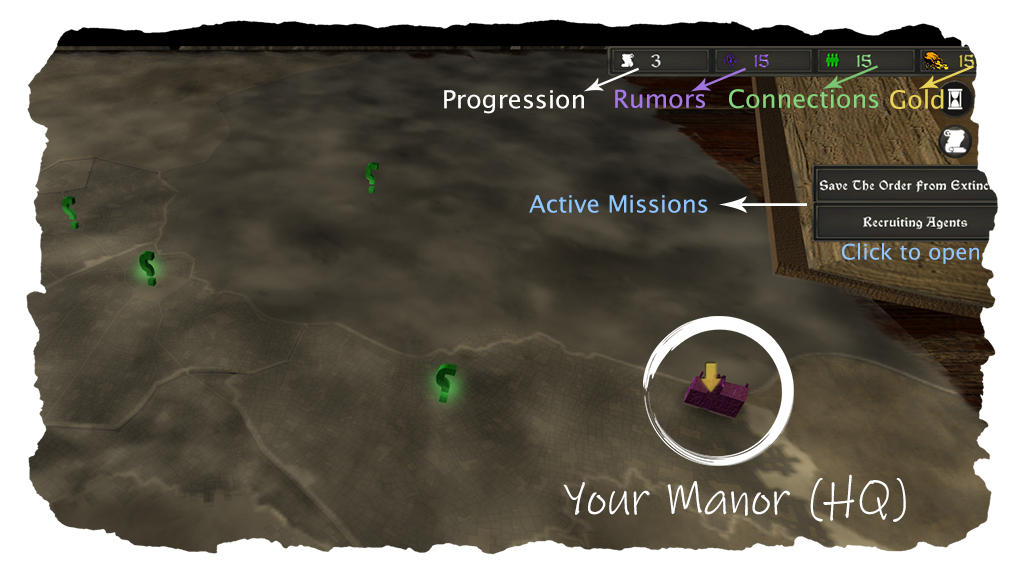 3 15 15 15
Progression Rumors Connections Gold
Save The Order From Extinc
Active Missions
Recruiting Agents
Click to open
Your Manor (HQ)